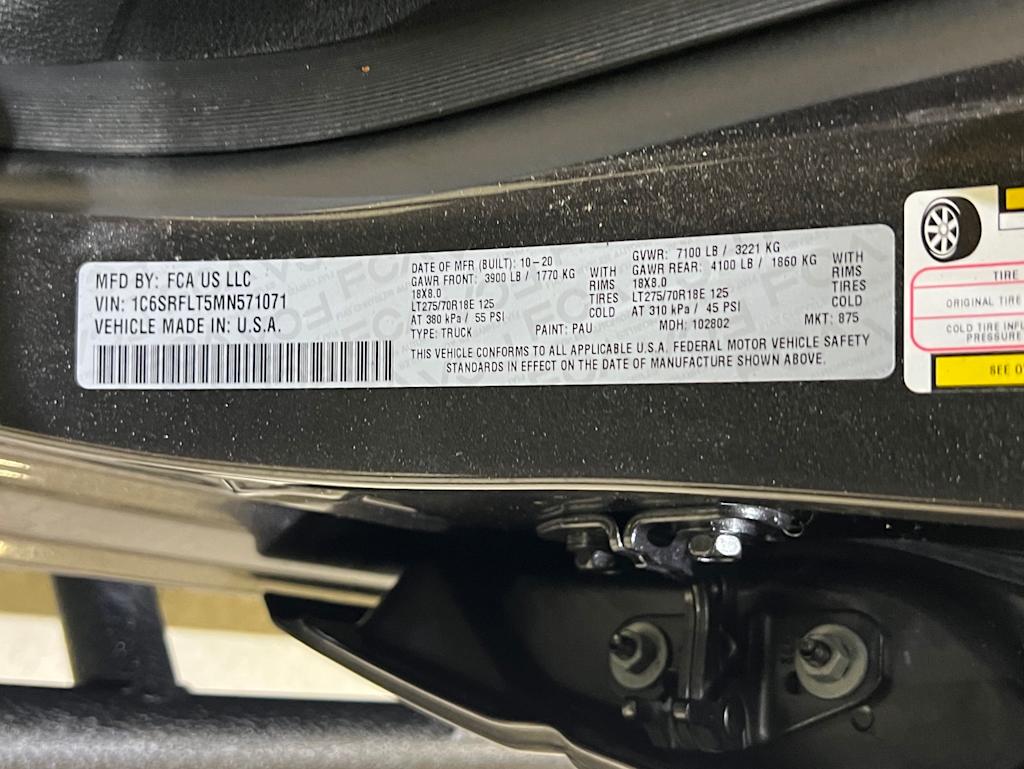 MFD BY: FCA US LLC
VIN: 1C6SRFLT5MN571071
VEHICLE MADE IN: U.S.A.
DATE OF MFR (BUILT): 10-20
GAWR FRONT: 3900 LB / 1770 KG WITH
18X8.0 RIMS
LT275/70R18E 125 TIRES
AT 380 kPa / 55 PSI COLD
TYPE: TRUCK PAINT: PAU
GVWR: 7100 LB / 3221 KG
GAWR REAR: 4100 LB / 1860 KG WITH
18X8.0 RIMS
LT275/70R18E 125 TIRES
AT 310 kPa / 45 PSI COLD
MDH: 102802 MKT: 875
THIS VEHICLE CONFORMS TO ALL APPLICABLE U.S.A. FEDERAL MOTOR VEHICLE SAFETY
STANDARDS IN EFFECT ON THE DATE OF MANUFACTURE SHOWN ABOVE.
TIRE
ORIGINAL TIRE
COLD TIRE
PRESSURE
SEE